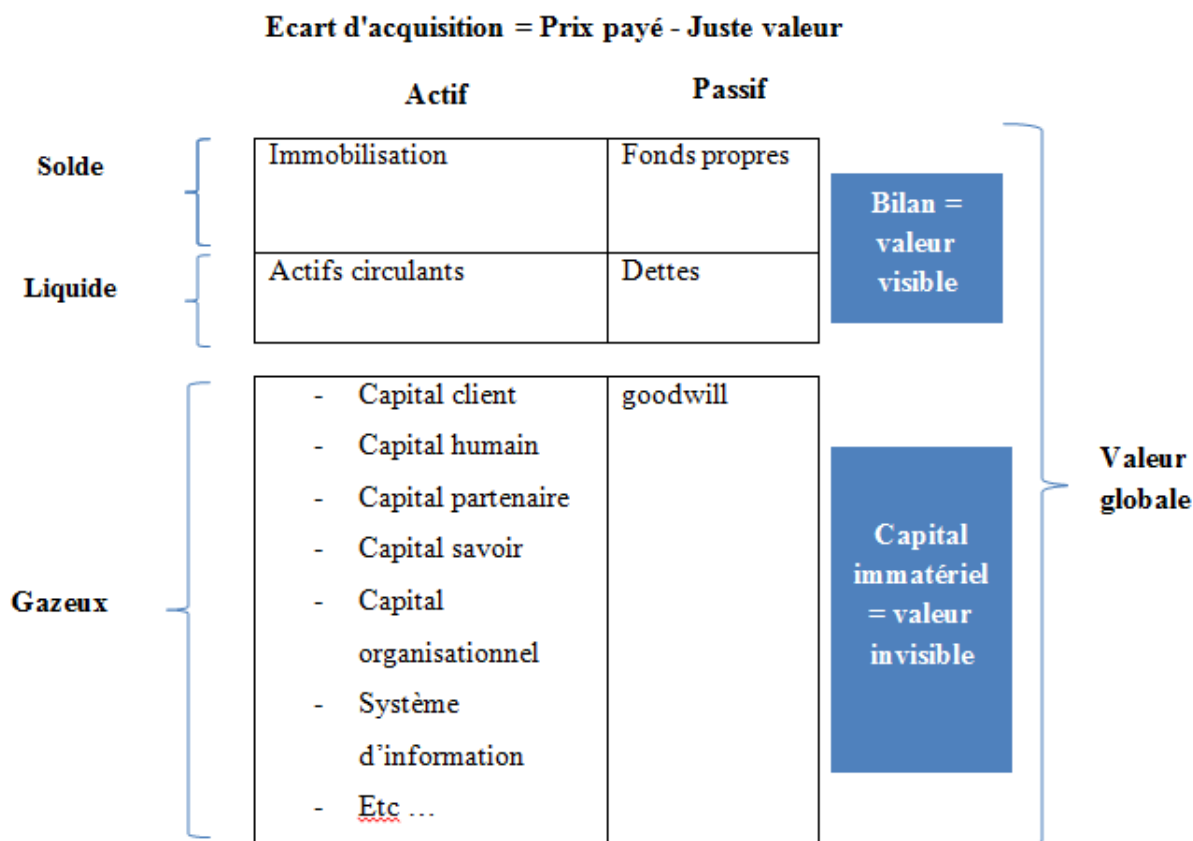 Ecart d'acquisition = Prix payé - Juste valeur
Actif
Passif
Solde
Immobilisation
Fonds propres
Liquide
Actifs circulants
Dettes
Bilan =
valeur
visible
Gazeux
- Capital client
- Capital humain
- Capital partenaire
- Capital savoir
- Capital
organisationnel
- Système
d’information
- Etc …
goodwill
Capital
immatériel
= valeur
invisible
Valeur
globale